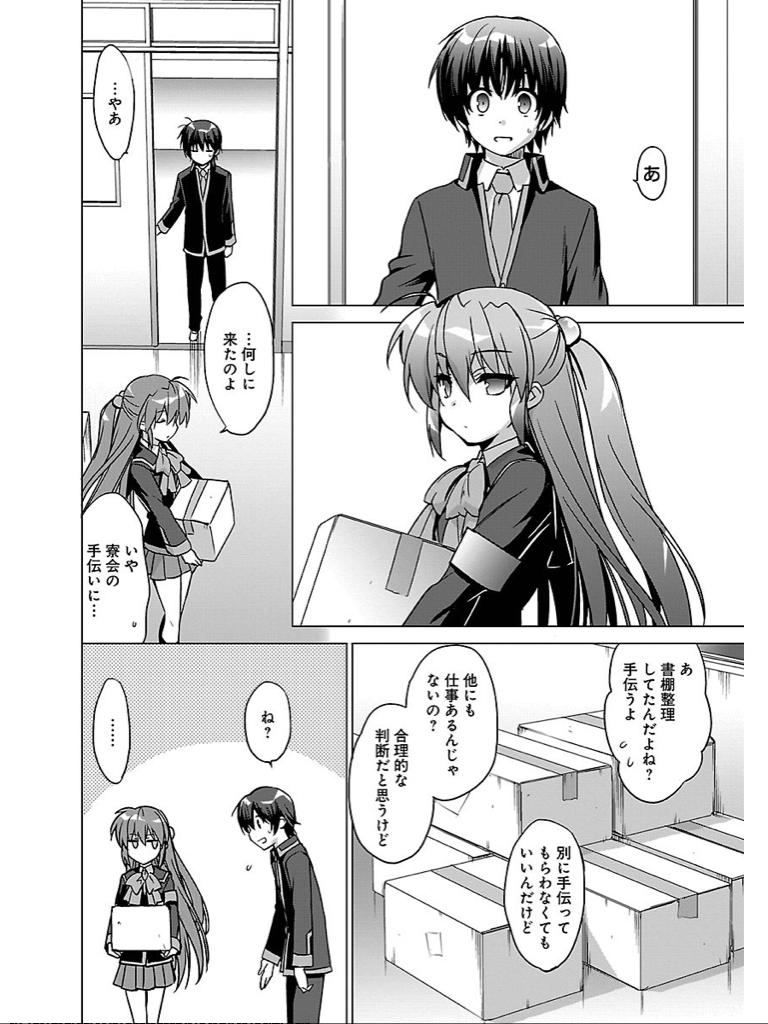 あ
…やあ
…何しに
来たのよ
いや
寮会の
手伝いに…
あ
書棚整理
してたんだよね?
手伝うよ
別に手伝って
もらわなくても
いいんだけど
他にも
仕事あるんじゃ
ないの?
合理的な
判断だと思うけど
ね?
……